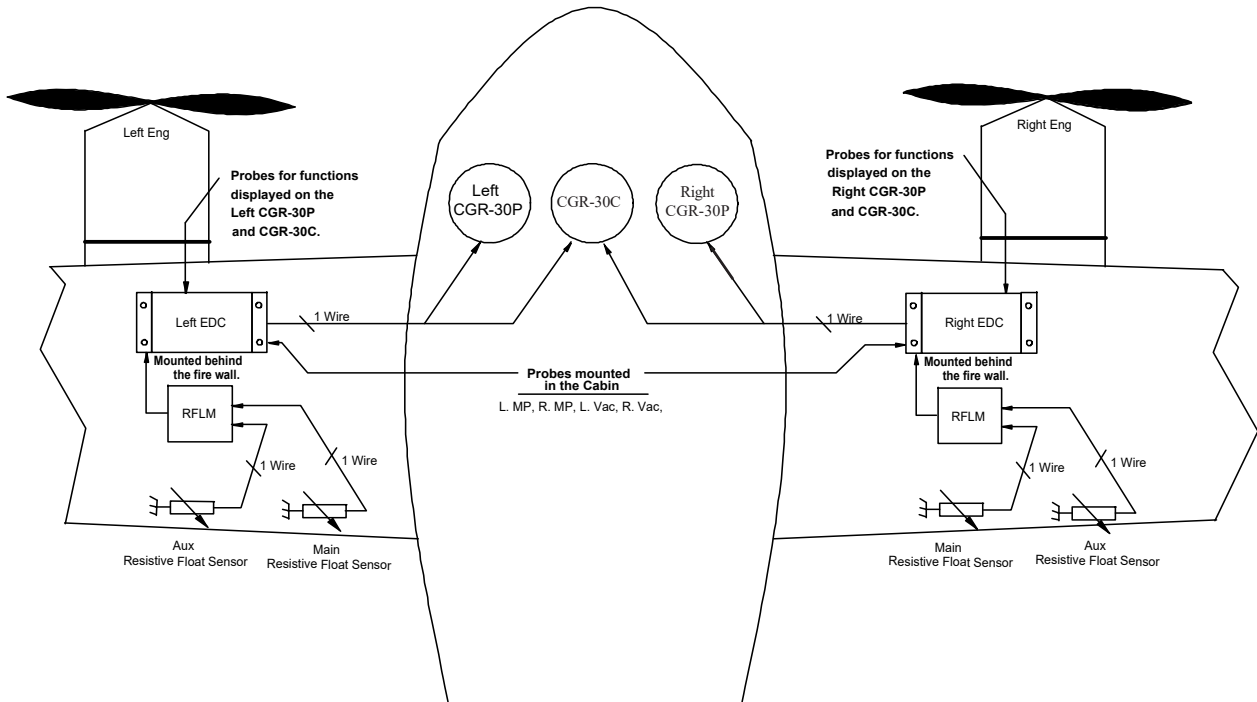 Left Eng
Right Eng
Probes for functions
displayed on the
Left CGR-30P
and CGR-30C.
Left
CGR-30P
CGR-30C
Right
CGR-30P
Probes for functions
displayed on the
Right CGR-30P
and CGR-30C.
Left EDC
1 Wire
1 Wire
Right EDC
Mounted behind
the fire wall.
Probes mounted
in the Cabin
L. MP, R. MP, L. Vac, R. Vac,
Mounted behind
the fire wall.
RFLM
RFLM
1 Wire
1 Wire
1 Wire
1 Wire
Aux
Resistive Float Sensor
Main
Resistive Float Sensor
Main
Resistive Float Sensor
Aux
Resistive Float Sensor